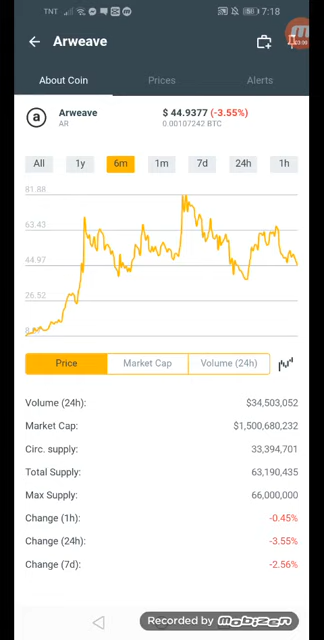 TNT 7:18
Arweave
03:00
About Coin Prices Alerts
a Arweave $ 44.9377 (-3.55%)
AR 0.00107242 BTC
All 1y 6m 1m 7d 24h 1h
81.88
63.43
44.97
26.52
8
Price Market Cap Volume (24h)
Volume (24h): $34,503,052
Market Cap: $1,500,680,232
Circ. supply: 33,394,701
Total Supply: 63,190,435
Max Supply: 66,000,000
Change (1h) -0.45%
Change (24h) -3.55%
Change (7d) -2.56%
Recorded by Mobizen